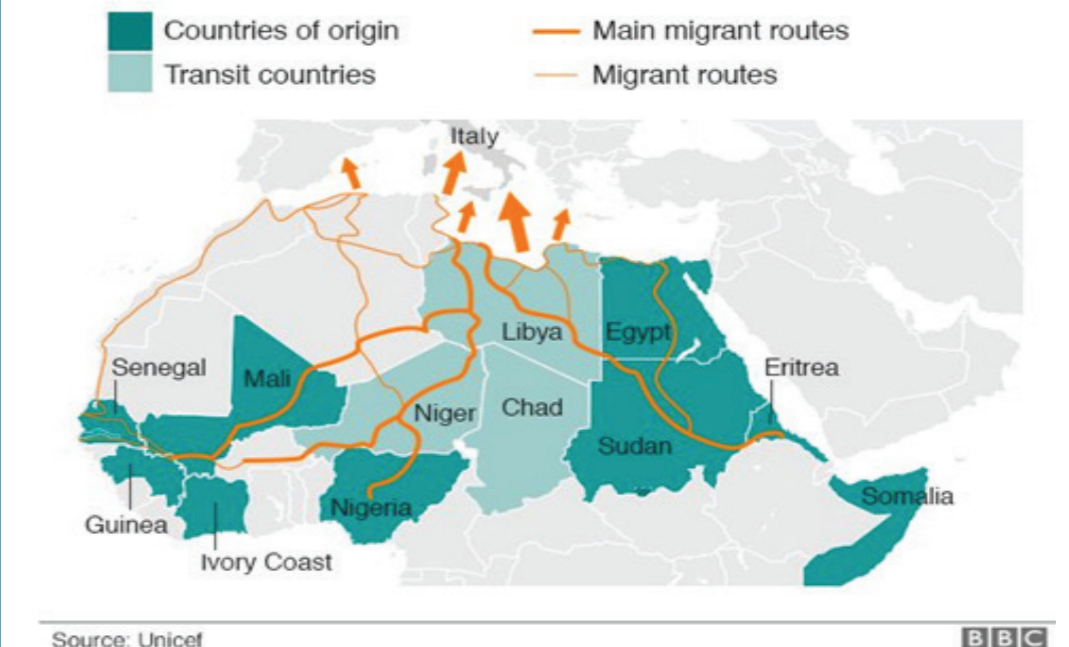 Countries of origin
Main migrant routes
Transit countries
Migrant routes
Italy
Senegal
Mali
Libya
Egypt
Eritrea
Niger
Chad
Sudan
Nigeria
Somalia
Guinea
Ivory Coast
Source: Unicef
BBC